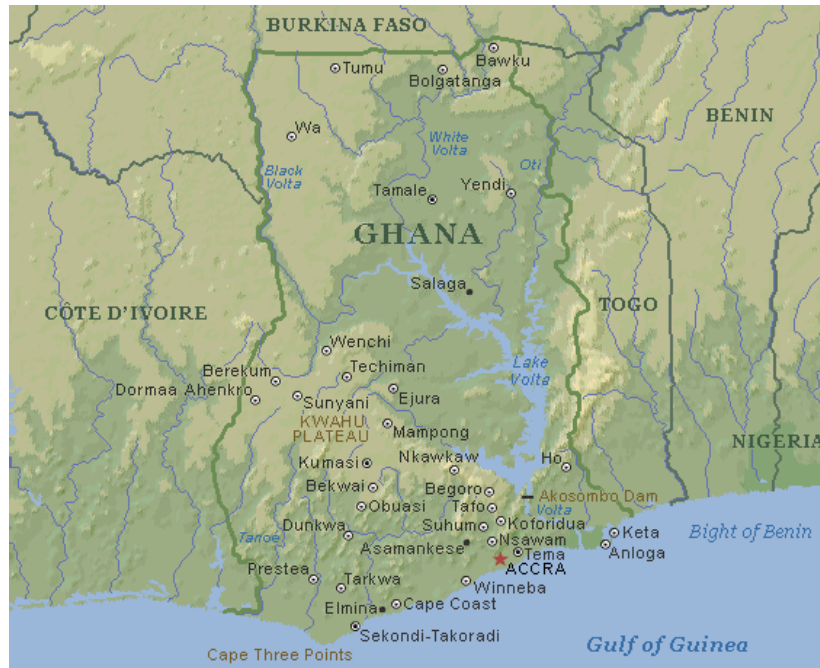 BURKINA FASO
Bawku
Tumu
Bolgatanga
BENIN
Wa
White
Volta
Black
Volta
Oti
Tamale
Yendi
GHANA
Salaga
CÔTE D'IVOIRE
TOGO
Wenchi
Lake
Volta
Berekum
Techiman
Dormaa Ahenkro
Sunyani
Ejura
KWAHU
PLATEAU
Mampong
NIGERIA
Kumasi
Nkawkaw
Ho
Bekwai
Begoro
Akosombo Dam
Obuasi
Tafo
Volta
Dunkwa
Suhum
Koforidua
Tanoe
Nsawam
Keta
Bight of Benin
Asamankese
Tema
Anloga
ACCRA
Prestea
Tarkwa
Winneba
Elmina
Cape Coast
Sekondi-Takoradi
Gulf of Guinea
Cape Three Points